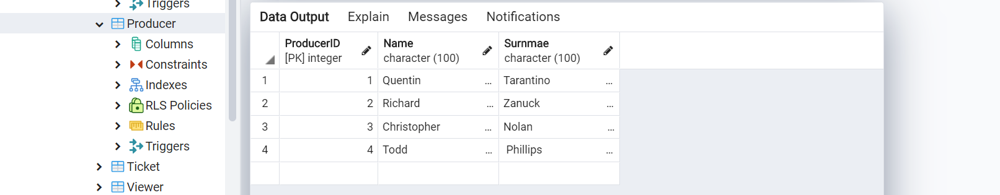 Triggers
Producer
Columns
Constraints
Indexes
RLS Policies
Rules
Triggers
Ticket
Viewer
Data Output Explain Messages Notifications
ProducerID Name Surnmae
[PK] integer character (100) character (100)
1 1 Quentin ... Tarantino ...
2 2 Richard ... Zanuck ...
3 3 Christopher ... Nolan ...
4 4 Todd ... Phillips ...